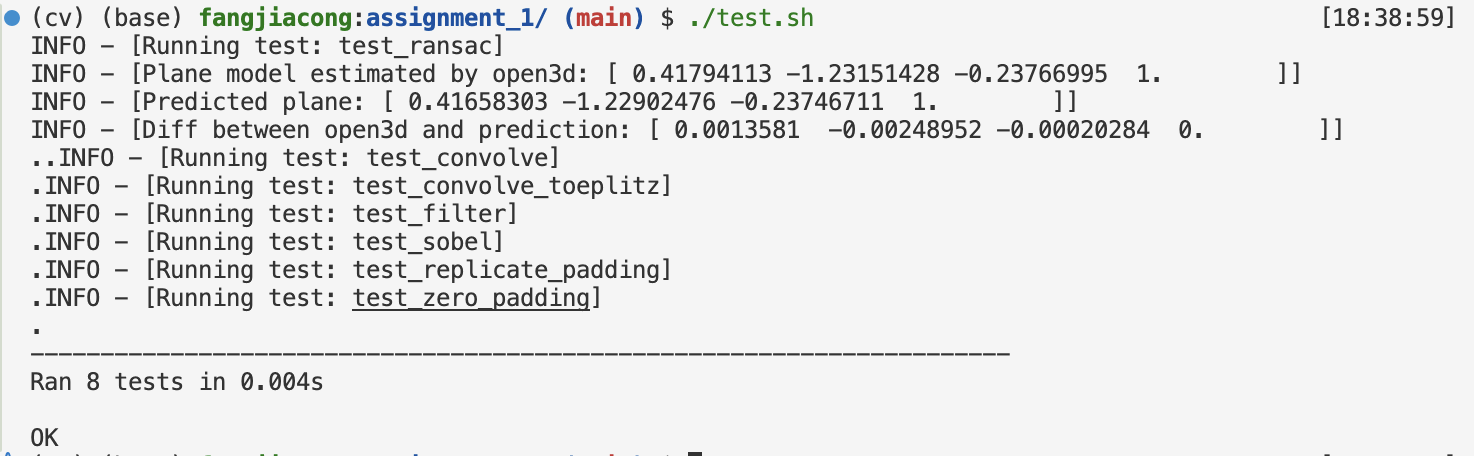 (cv) (base) fangjiacong:assignment_1/ (main) $ ./test.sh [18:38:59]
INFO - [Running test: test_ransac]
INFO - [Plane model estimated by open3d: [ 0.41794113 -1.23151428 -0.23766995  1.        ]]
INFO - [Predicted plane: [ 0.41658303 -1.22902476 -0.23746711  1.        ]]
INFO - [Diff between open3d and prediction: [ 0.0013581  -0.00248952 -0.00020284  0.        ]]
..INFO - [Running test: test_convolve]
.INFO - [Running test: test_convolve_toeplitz]
.INFO - [Running test: test_filter]
.INFO - [Running test: test_sobel]
.INFO - [Running test: test_replicate_padding]
.INFO - [Running test: test_zero_padding]
.
----------------------------------------------------------------------
Ran 8 tests in 0.004s
OK